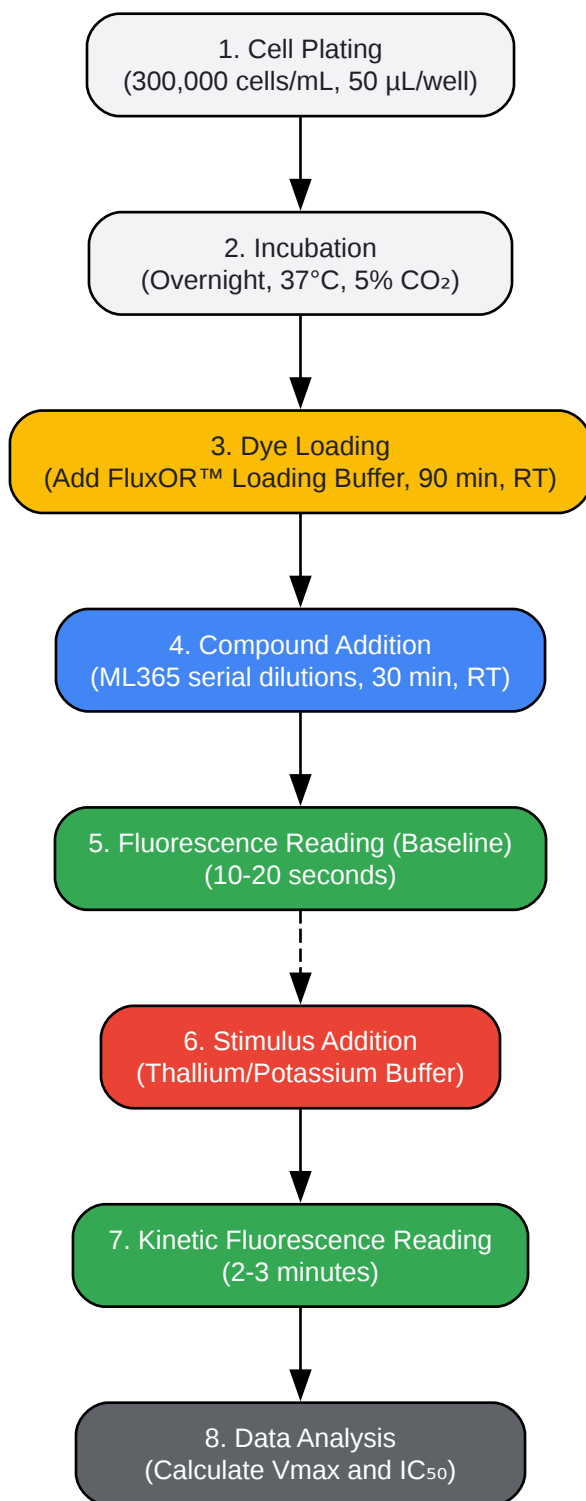 1. Cell Plating
(300,000 cells/mL, 50 µL/well)
2. Incubation
(Overnight, 37°C, 5% CO₂)
3. Dye Loading
(Add FluxOR™ Loading Buffer, 90 min, RT)
4. Compound Addition
(ML365 serial dilutions, 30 min, RT)
5. Fluorescence Reading (Baseline)
(10-20 seconds)
6. Stimulus Addition
(Thallium/Potassium Buffer)
7. Kinetic Fluorescence Reading
(2-3 minutes)
8. Data Analysis
(Calculate Vmax and IC₅₀)